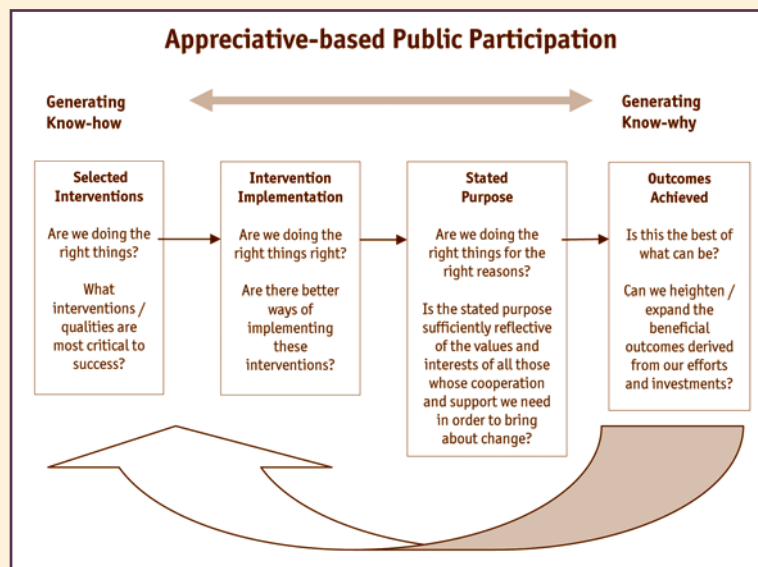 Appreciative-based Public Participation
Generating
Know-how
Generating
Know-why
Selected
Interventions
Are we doing the
right things?
What
interventions /
qualities are
most critical to
success?
Intervention
Implementation
Are we doing the
right things right?
Are there better
ways of
implementing
these
interventions?
Stated
Purpose
Are we doing the
right things for the
right reasons?
Is the stated purpose
sufficiently reflective
of the values and
interests of all those
whose cooperation
and support we need
in order to bring
about change?
Outcomes
Achieved
Is this the best of
what can be?
Can we heighten /
expand the
beneficial
outcomes derived
from our efforts
and investments?